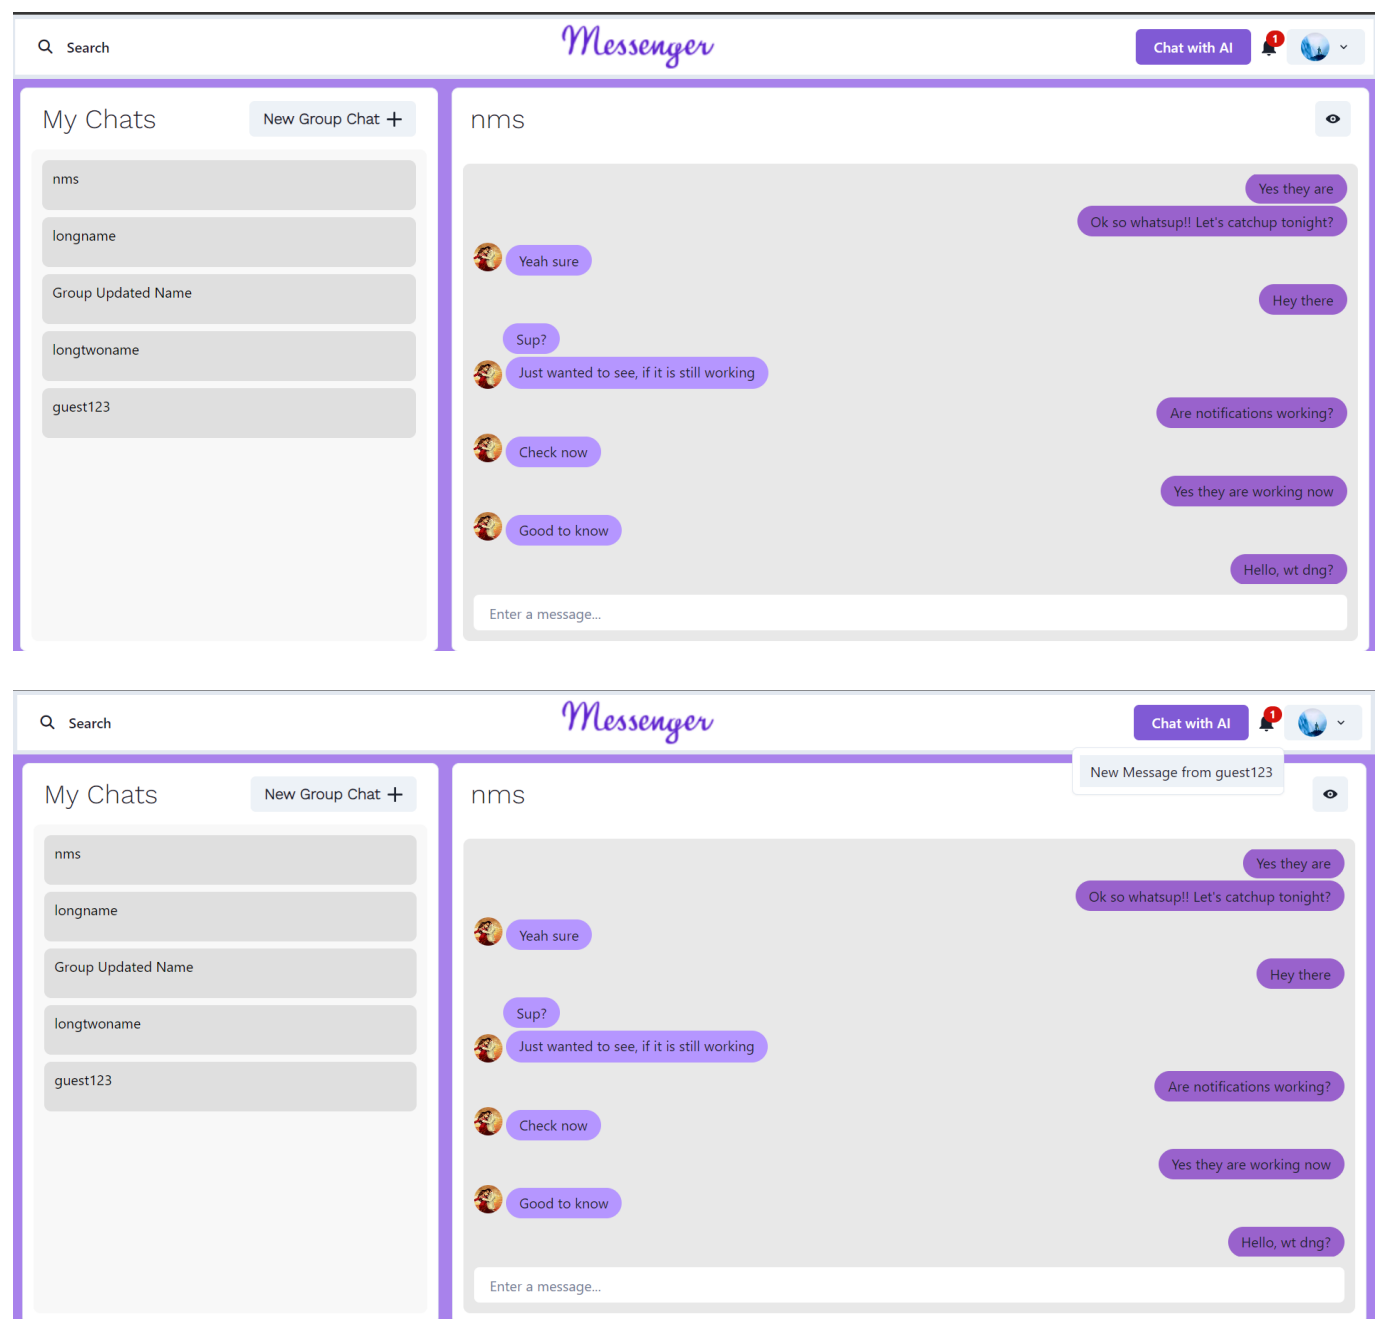 Search
Messenger
Chat with AI
1
My Chats
New Group Chat +
nms
nms
longname
Group Updated Name
longtwoname
guest123
Yes they are
Ok so whatsup!! Let's catchup tonight?
Yeah sure
Hey there
Sup?
Just wanted to see, if it is still working
Are notifications working?
Check now
Yes they are working now
Good to know
Hello, wt dng?
Enter a message...
Search
Messenger
Chat with AI
1
New Message from guest123
My Chats
New Group Chat +
nms
nms
longname
Group Updated Name
longtwoname
guest123
Yes they are
Ok so whatsup!! Let's catchup tonight?
Yeah sure
Hey there
Sup?
Just wanted to see, if it is still working
Are notifications working?
Check now
Yes they are working now
Good to know
Hello, wt dng?
Enter a message...